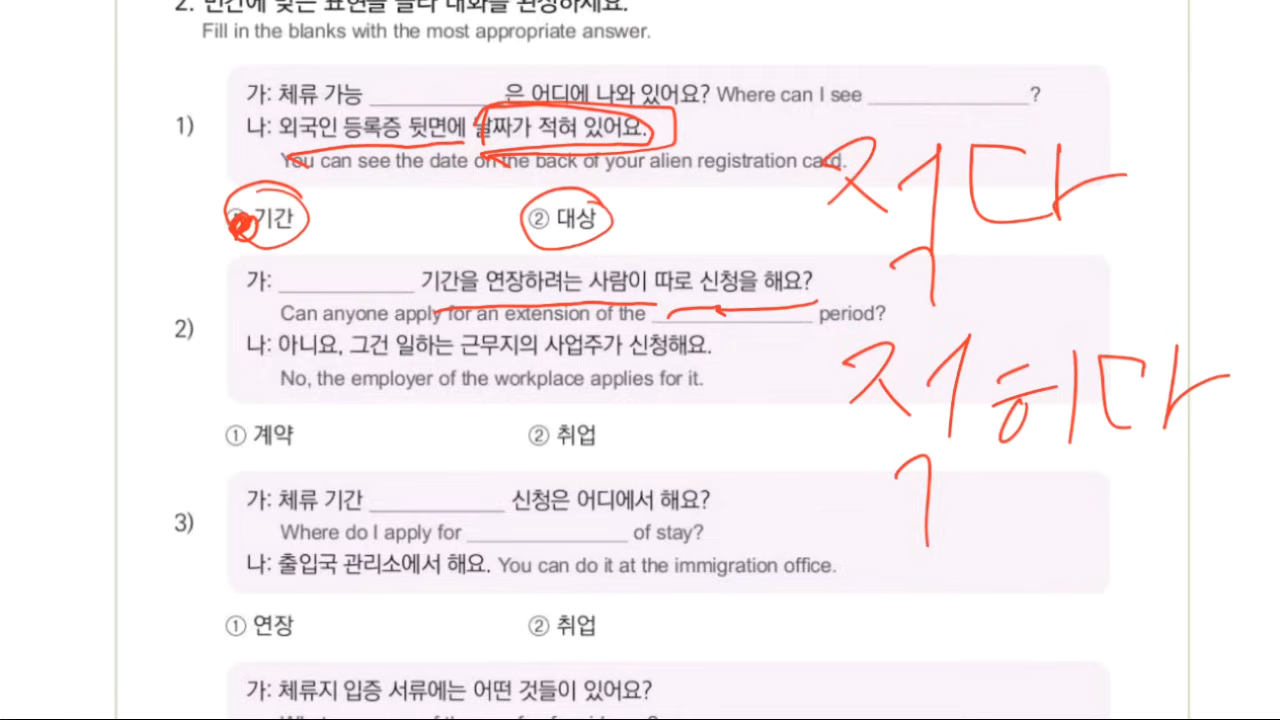 2. 빈칸에 맞는 표현을 골라 대화를 완성하세요.
Fill in the blanks with the most appropriate answer.
1)
가: 체류 가능 ____________ 은 어디에 나와 있어요? Where can I see ______________?
나: 외국인 등록증 뒷면에 날짜가 적혀 있어요.
You can see the date on the back of your alien registration card.
기간 ② 대상
적다
2)
가: ____________ 기간을 연장하려는 사람이 따로 신청을 해요?
Can anyone apply for an extension of the ______________ period?
나: 아니요, 그건 일하는 근무지의 사업주가 신청해요.
No, the employer of the workplace applies for it.
적히다
① 계약 ② 취업
3)
가: 체류 기간 ____________ 신청은 어디에서 해요?
Where do I apply for ______________ of stay?
나: 출입국 관리소에서 해요. You can do it at the immigration office.
① 연장 ② 취업
가: 체류지 입증 서류에는 어떤 것들이 있어요?